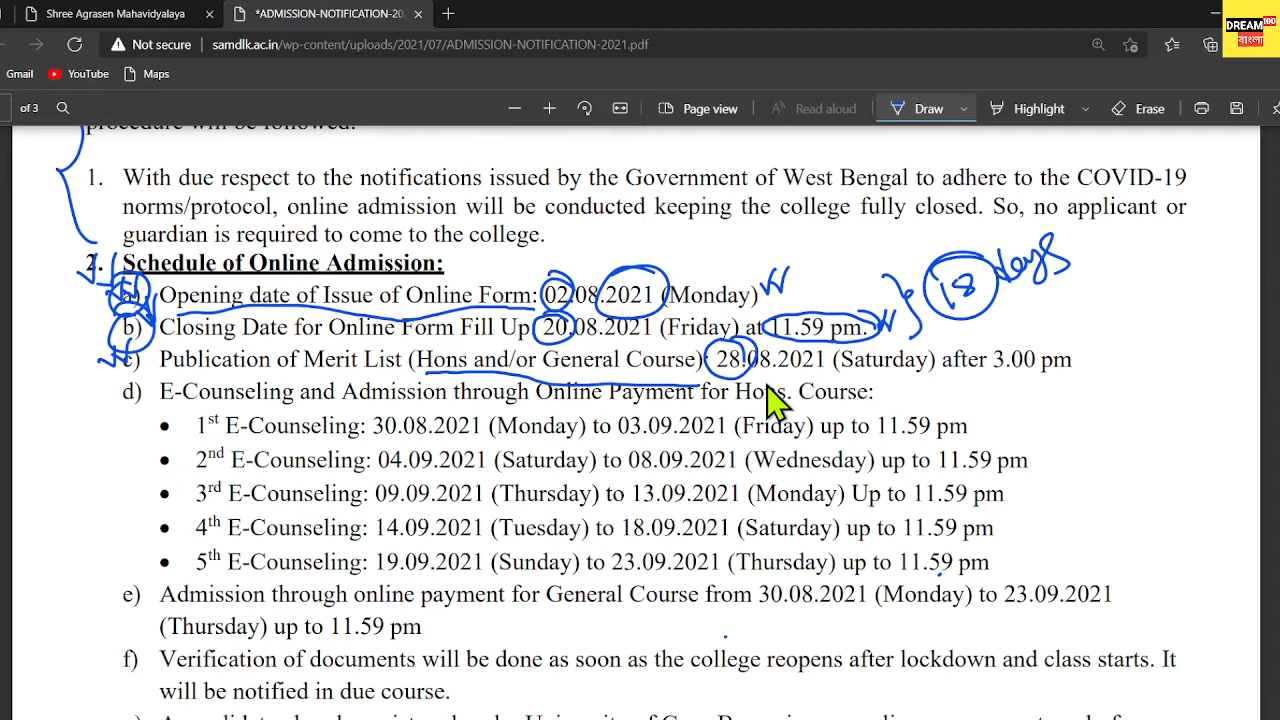 Shree Agrasen Mahavidyalaya
*ADMISSION-NOTIFICATION-20
DREAM100
বাংলা
Not secure samdlk.ac.in/wp-content/uploads/2021/07/ADMISSION-NOTIFICATION-2021.pdf
Gmail YouTube Maps
of 3 Page view Read aloud Draw Highlight Erase
procedure will be followed.
1. With due respect to the notifications issued by the Government of West Bengal to adhere to the COVID-19
norms/protocol, online admission will be conducted keeping the college fully closed. So, no applicant or
guardian is required to come to the college.
2. Schedule of Online Admission:
a) Opening date of Issue of Online Form: 02.08.2021 (Monday)
18 days
b) Closing Date for Online Form Fill Up 20.08.2021 (Friday) at 11.59 pm.
c) Publication of Merit List (Hons and/or General Course): 28.08.2021 (Saturday) after 3.00 pm
d) E-Counseling and Admission through Online Payment for Hons. Course:
• 1st E-Counseling: 30.08.2021 (Monday) to 03.09.2021 (Friday) up to 11.59 pm
• 2nd E-Counseling: 04.09.2021 (Saturday) to 08.09.2021 (Wednesday) up to 11.59 pm
• 3rd E-Counseling: 09.09.2021 (Thursday) to 13.09.2021 (Monday) Up to 11.59 pm
• 4th E-Counseling: 14.09.2021 (Tuesday) to 18.09.2021 (Saturday) up to 11.59 pm
• 5th E-Counseling: 19.09.2021 (Sunday) to 23.09.2021 (Thursday) up to 11.59 pm
e) Admission through online payment for General Course from 30.08.2021 (Monday) to 23.09.2021
(Thursday) up to 11.59 pm
f) Verification of documents will be done as soon as the college reopens after lockdown and class starts. It
will be notified in due course.